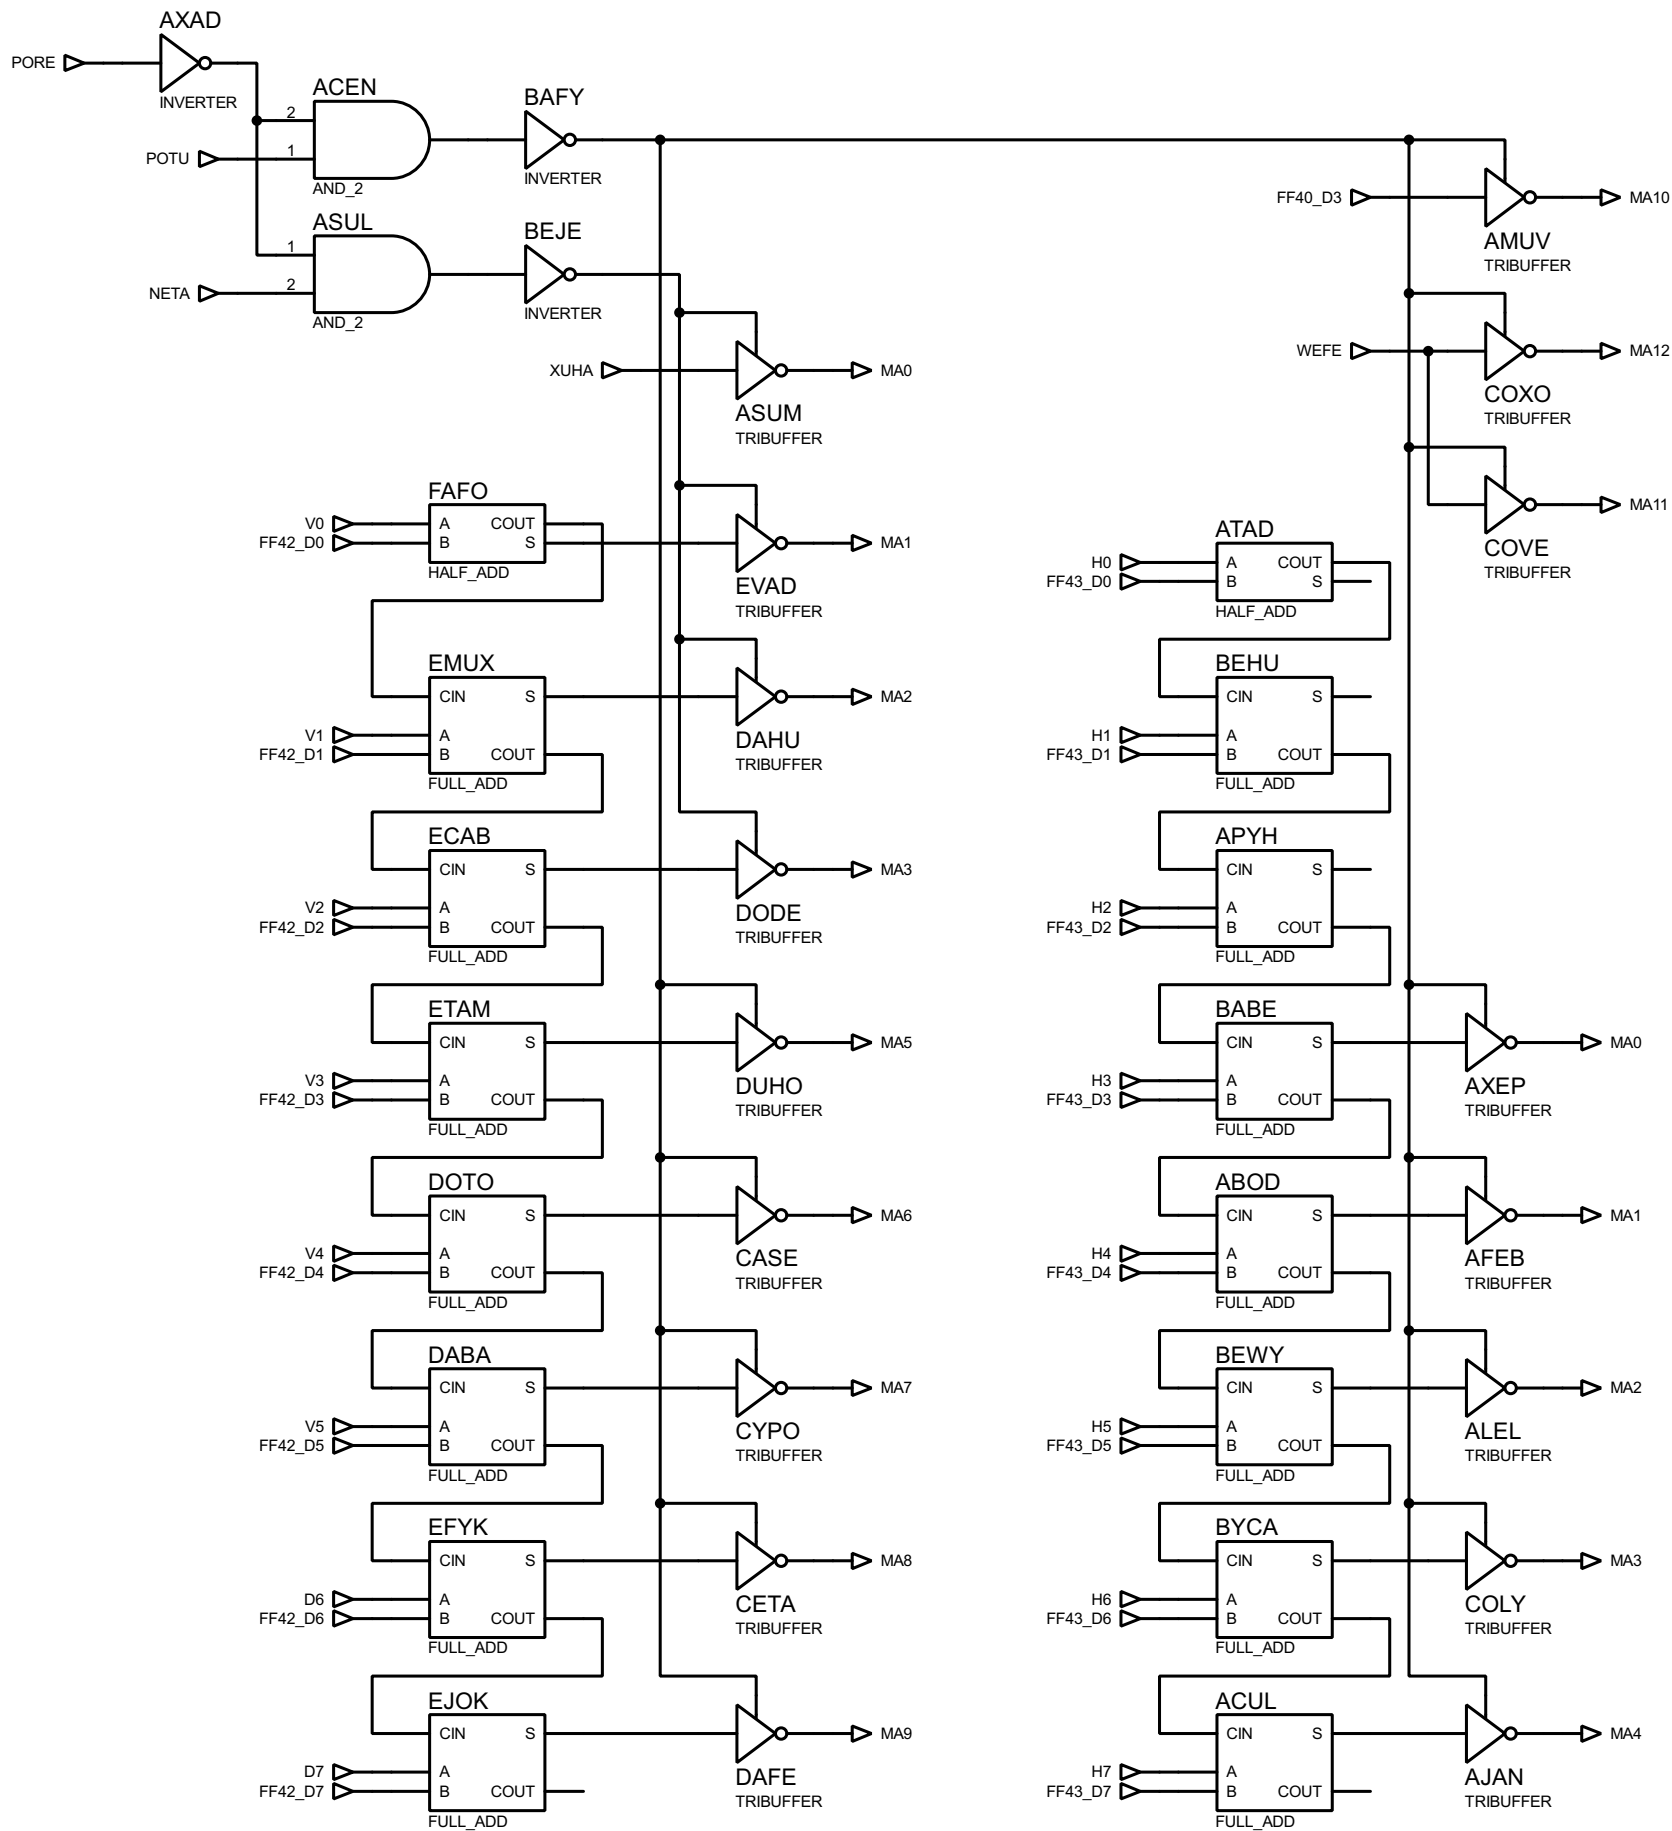 AXAD
PORE
INVERTER
ACEN
2
1
POTU
AND_2
BAFY
INVERTER
ASUL
1
2
NETA
AND_2
BEJE
INVERTER
FF40_D3
MA10
AMUV
TRIBUFFER
XUHA
MA0
ASUM
TRIBUFFER
WEFE
MA12
COXO
TRIBUFFER
MA11
COVE
TRIBUFFER
FAFO
V0
A
COUT
FF42_D0
B
S
HALF_ADD
MA1
EVAD
TRIBUFFER
EMUX
CIN
S
V1
A
FF42_D1
B
COUT
FULL_ADD
MA2
DAHU
TRIBUFFER
ECAB
CIN
S
V2
A
FF42_D2
B
COUT
FULL_ADD
MA3
DODE
TRIBUFFER
ETAM
CIN
S
V3
A
FF42_D3
B
COUT
FULL_ADD
MA5
DUHO
TRIBUFFER
DOTO
CIN
S
V4
A
FF42_D4
B
COUT
FULL_ADD
MA6
CASE
TRIBUFFER
DABA
CIN
S
V5
A
FF42_D5
B
COUT
FULL_ADD
MA7
CYPO
TRIBUFFER
EFYK
CIN
S
D6
A
FF42_D6
B
COUT
FULL_ADD
MA8
CETA
TRIBUFFER
EJOK
CIN
S
D7
A
FF42_D7
B
COUT
FULL_ADD
MA9
DAFE
TRIBUFFER
ATAD
H0
A
COUT
FF43_D0
B
S
HALF_ADD
BEHU
CIN
S
H1
A
FF43_D1
B
COUT
FULL_ADD
APYH
CIN
S
H2
A
FF43_D2
B
COUT
FULL_ADD
BABE
CIN
S
H3
A
FF43_D3
B
COUT
FULL_ADD
MA0
AXEP
TRIBUFFER
ABOD
CIN
S
H4
A
FF43_D4
B
COUT
FULL_ADD
MA1
AFEB
TRIBUFFER
BEWY
CIN
S
H5
A
FF43_D5
B
COUT
FULL_ADD
MA2
ALEL
TRIBUFFER
BYCA
CIN
S
H6
A
FF43_D6
B
COUT
FULL_ADD
MA3
COLY
TRIBUFFER
ACUL
CIN
S
H7
A
FF43_D7
B
COUT
FULL_ADD
MA4
AJAN
TRIBUFFER